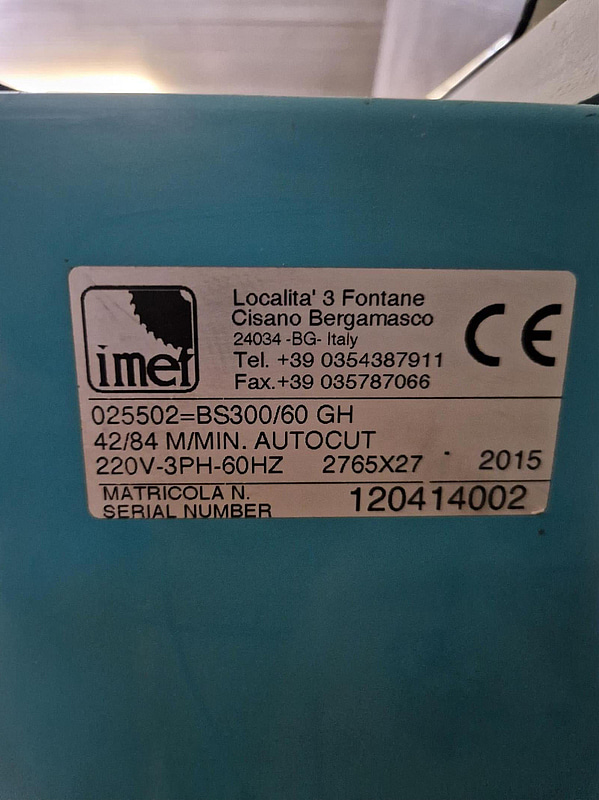 imet
Localita' 3 Fontane
Cisano Bergamasco
24034 -BG- Italy
Tel. +39 0354387911
Fax.+39 035787066
CE
025502=BS300/60 GH
42/84 M/MIN. AUTOCUT
220V-3PH-60HZ 2765X27 2015
MATRICOLA N.
SERIAL NUMBER 120414002